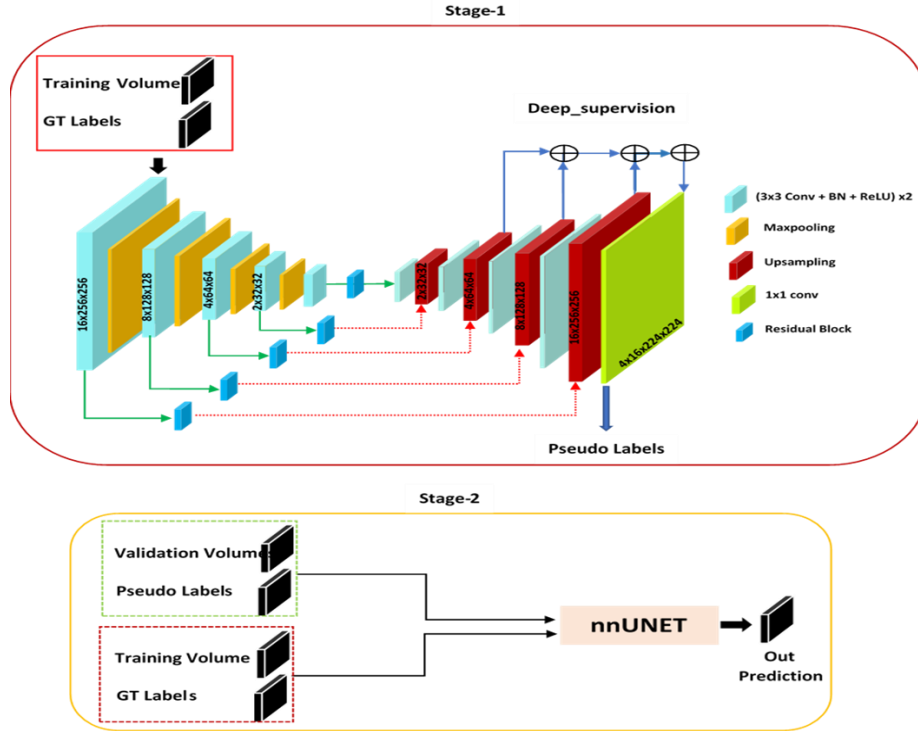 Stage-1
Training Volume
GT Labels
Deep_supervision
(3x3 Conv + BN + ReLU) x2
Maxpooling
Upsampling
1x1 conv
Residual Block
16x256x256
8x128x128
4x64x64
2x32x32
2x32x32
4x64x64
8x128x128
16x256x256
4x16x224x224
Pseudo Labels
Stage-2
Validation Volumes
Pseudo Labels
Training Volume
GT Labels
nnUNET
Out
Prediction